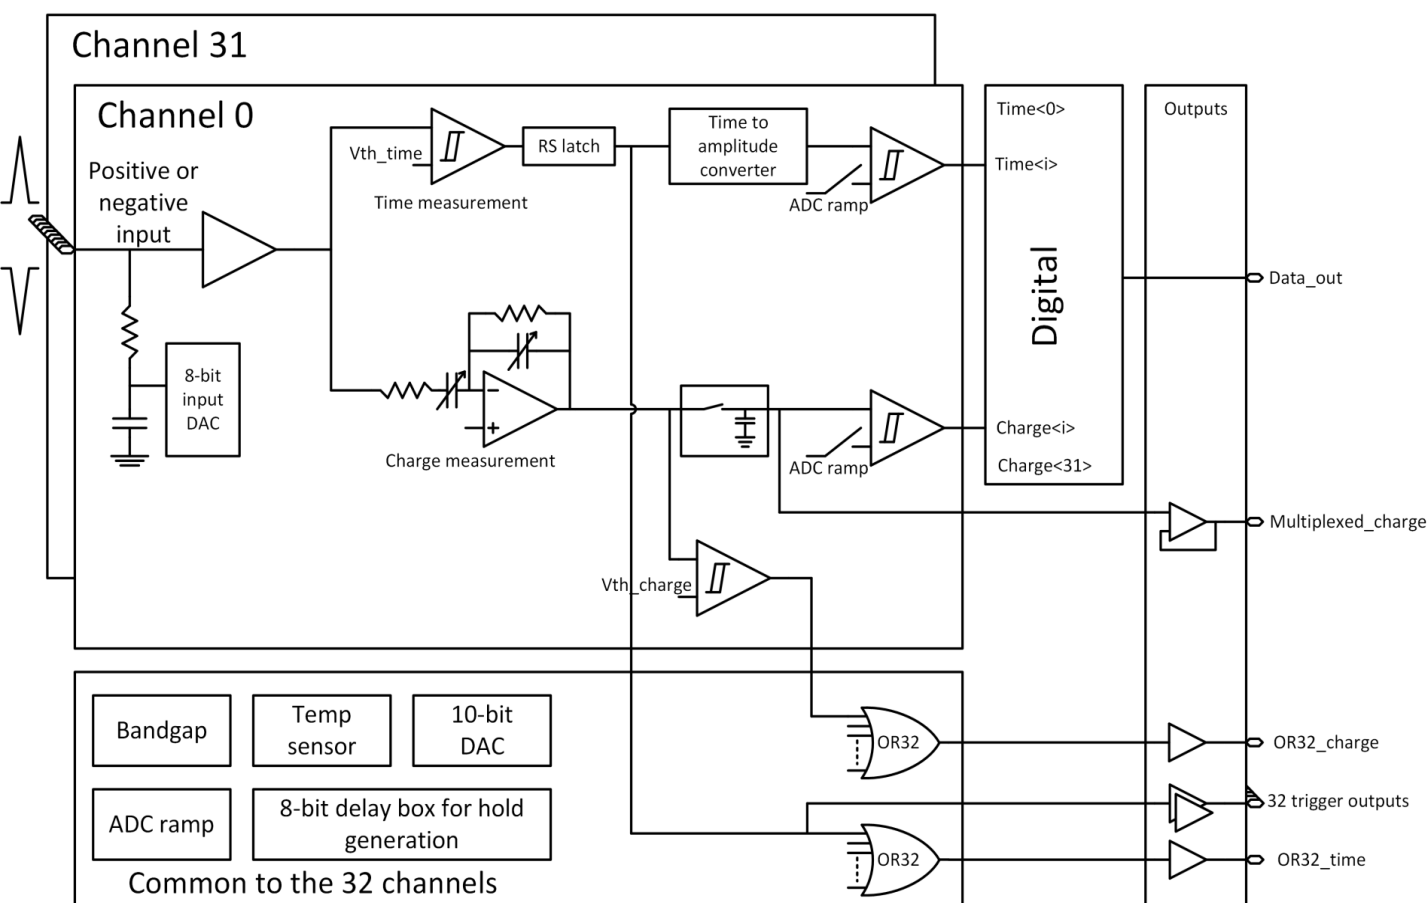 Channel 31
Channel 0
Positive or
negative
input
8-bit
input
DAC
Vth_time
Time measurement
RS latch
Time to
amplitude
converter
ADC ramp
Time<0>
Time<i>
Digital
Charge<i>
Charge<31>
Outputs
Data_out
Charge measurement
ADC ramp
Multiplexed_charge
Vth_charge
Bandgap
Temp
sensor
10-bit
DAC
ADC ramp
8-bit delay box for hold
generation
Common to the 32 channels
OR32
OR32_charge
32 trigger outputs
OR32
OR32_time